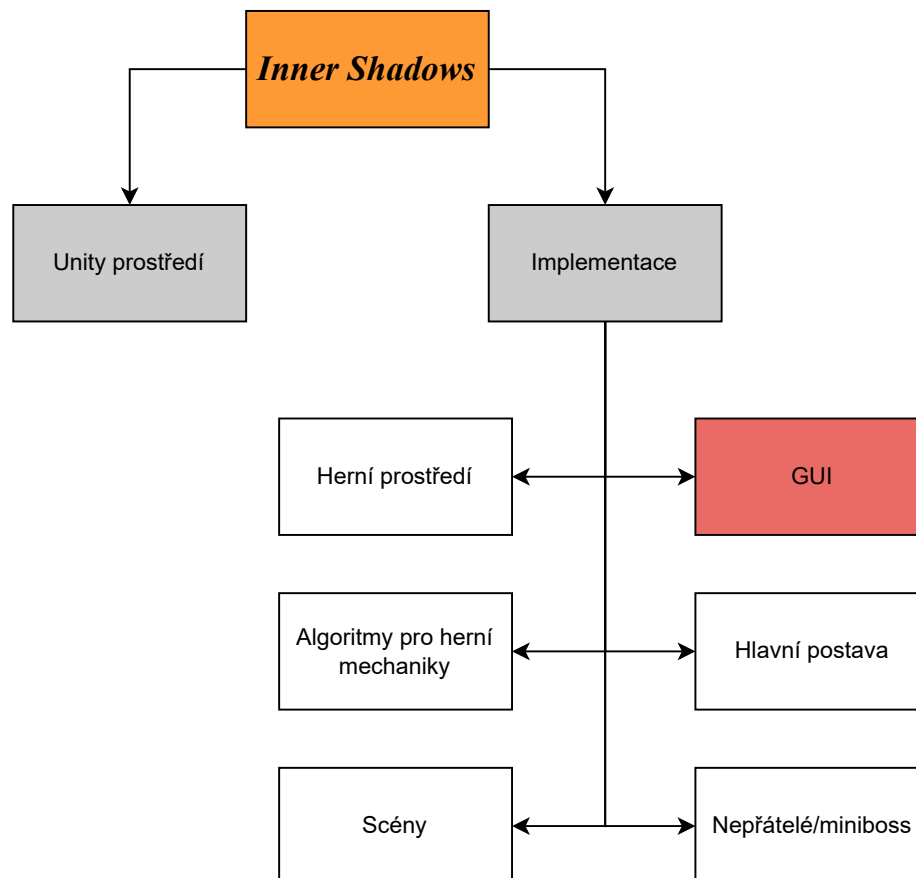 Inner Shadows
Unity prostředí
Implementace
Herní prostředí
GUI
Algoritmy pro herní
mechaniky
Hlavní postava
Scény
Nepřátelé/miniboss